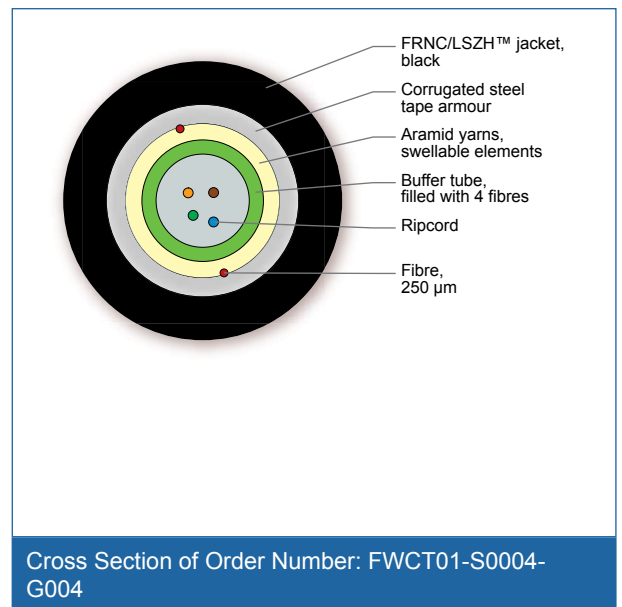 FRNC/LSZH™ jacket,
black
Corrugated steel
tape armour
Aramid yarns,
swellable elements
Buffer tube,
filled with 4 fibres
Ripcord
Fibre,
250 µm
Cross Section of Order Number: FWCT01-S0004-
G004